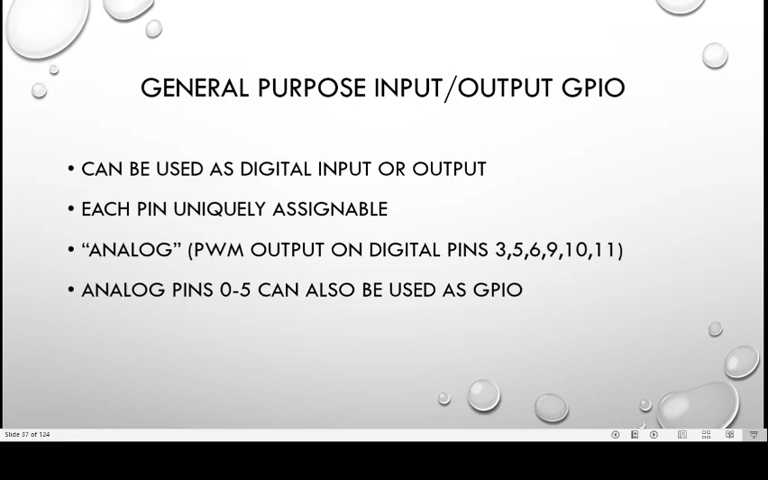 GENERAL PURPOSE INPUT/OUTPUT GPIO
• CAN BE USED AS DIGITAL INPUT OR OUTPUT
• EACH PIN UNIQUELY ASSIGNABLE
• “ANALOG” (PWM OUTPUT ON DIGITAL PINS 3,5,6,9,10,11)
• ANALOG PINS 0-5 CAN ALSO BE USED AS GPIO
Slide 37 of 124